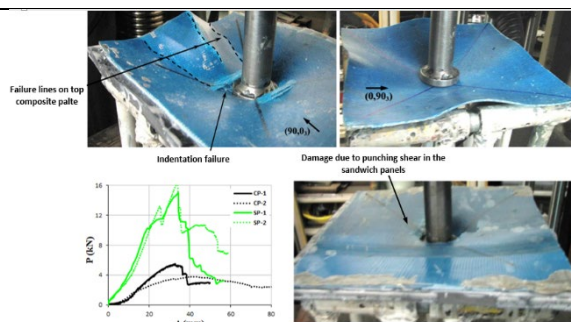 Failure lines on top
composite palte
Indentation failure
(90,0₃)
(0,90₃)
Damage due to punching shear in the
sandwich panels
P (kN)
16
12
8
4
0
0 20 40 60 80
CP-1
CP-2
SP-1
SP-2